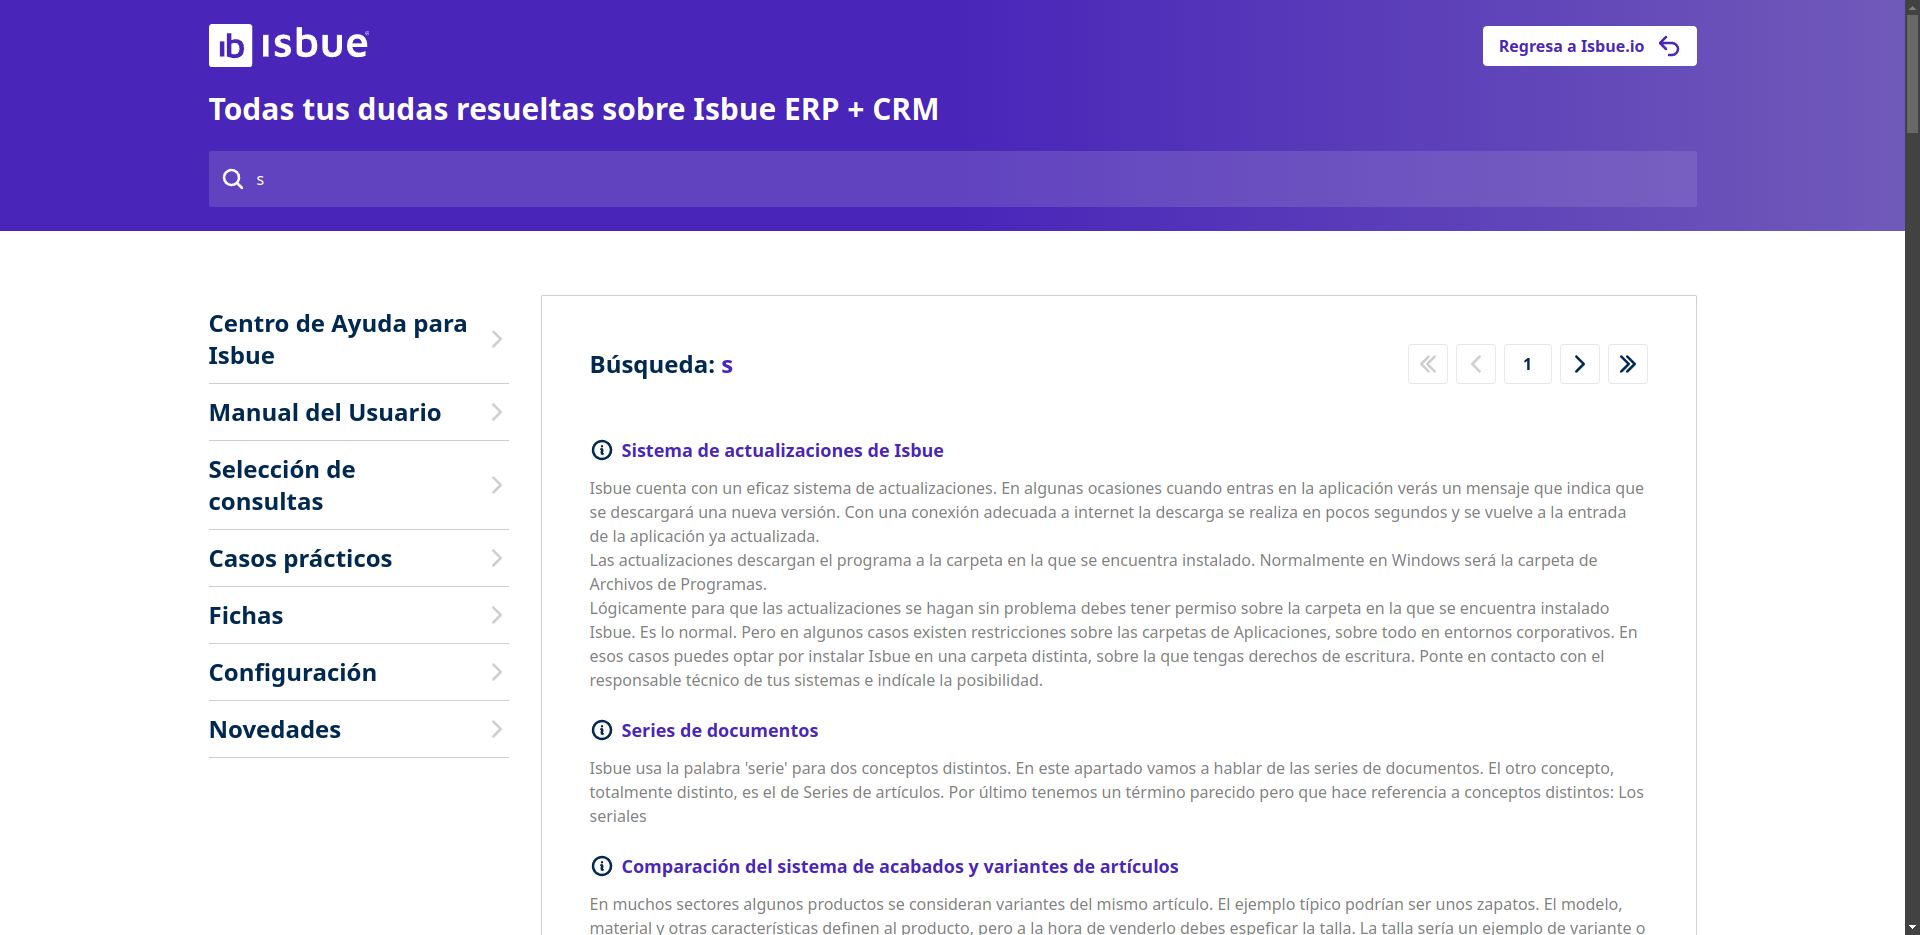 ısbue
Regresa a Isbue.io
Todas tus dudas resueltas sobre Isbue ERP + CRM
s
Centro de Ayuda para
Isbue
Manual del Usuario
Selección de
consultas
Casos prácticos
Fichas
Configuración
Novedades
Búsqueda: s
1
Sistema de actualizaciones de Isbue
Isbue cuenta con un eficaz sistema de actualizaciones. En algunas ocasiones cuando entras en la aplicación verás un mensaje que indica que
se descargará una nueva versión. Con una conexión adecuada a internet la descarga se realiza en pocos segundos y se vuelve a la entrada
de la aplicación ya actualizada.
Las actualizaciones descargan el programa a la carpeta en la que se encuentra instalado. Normalmente en Windows será la carpeta de
Archivos de Programas.
Lógicamente para que las actualizaciones se hagan sin problema debes tener permiso sobre la carpeta en la que se encuentra instalado
Isbue. Es lo normal. Pero en algunos casos existen restricciones sobre las carpetas de Aplicaciones, sobre todo en entornos corporativos. En
esos casos puedes optar por instalar Isbue en una carpeta distinta, sobre la que tengas derechos de escritura. Ponte en contacto con el
responsable técnico de tus sistemas e indícale la posibilidad.
Series de documentos
Isbue usa la palabra 'serie' para dos conceptos distintos. En este apartado vamos a hablar de las series de documentos. El otro concepto,
totalmente distinto, es el de Series de artículos. Por último tenemos un término parecido pero que hace referencia a conceptos distintos: Los
seriales
Comparación del sistema de acabados y variantes de artículos
En muchos sectores algunos productos se consideran variantes del mismo artículo. El ejemplo típico podrían ser unos zapatos. El modelo,
material y otras características definen al producto, pero a la hora de venderlo debes espeficar la talla. La talla sería un ejemplo de variante o